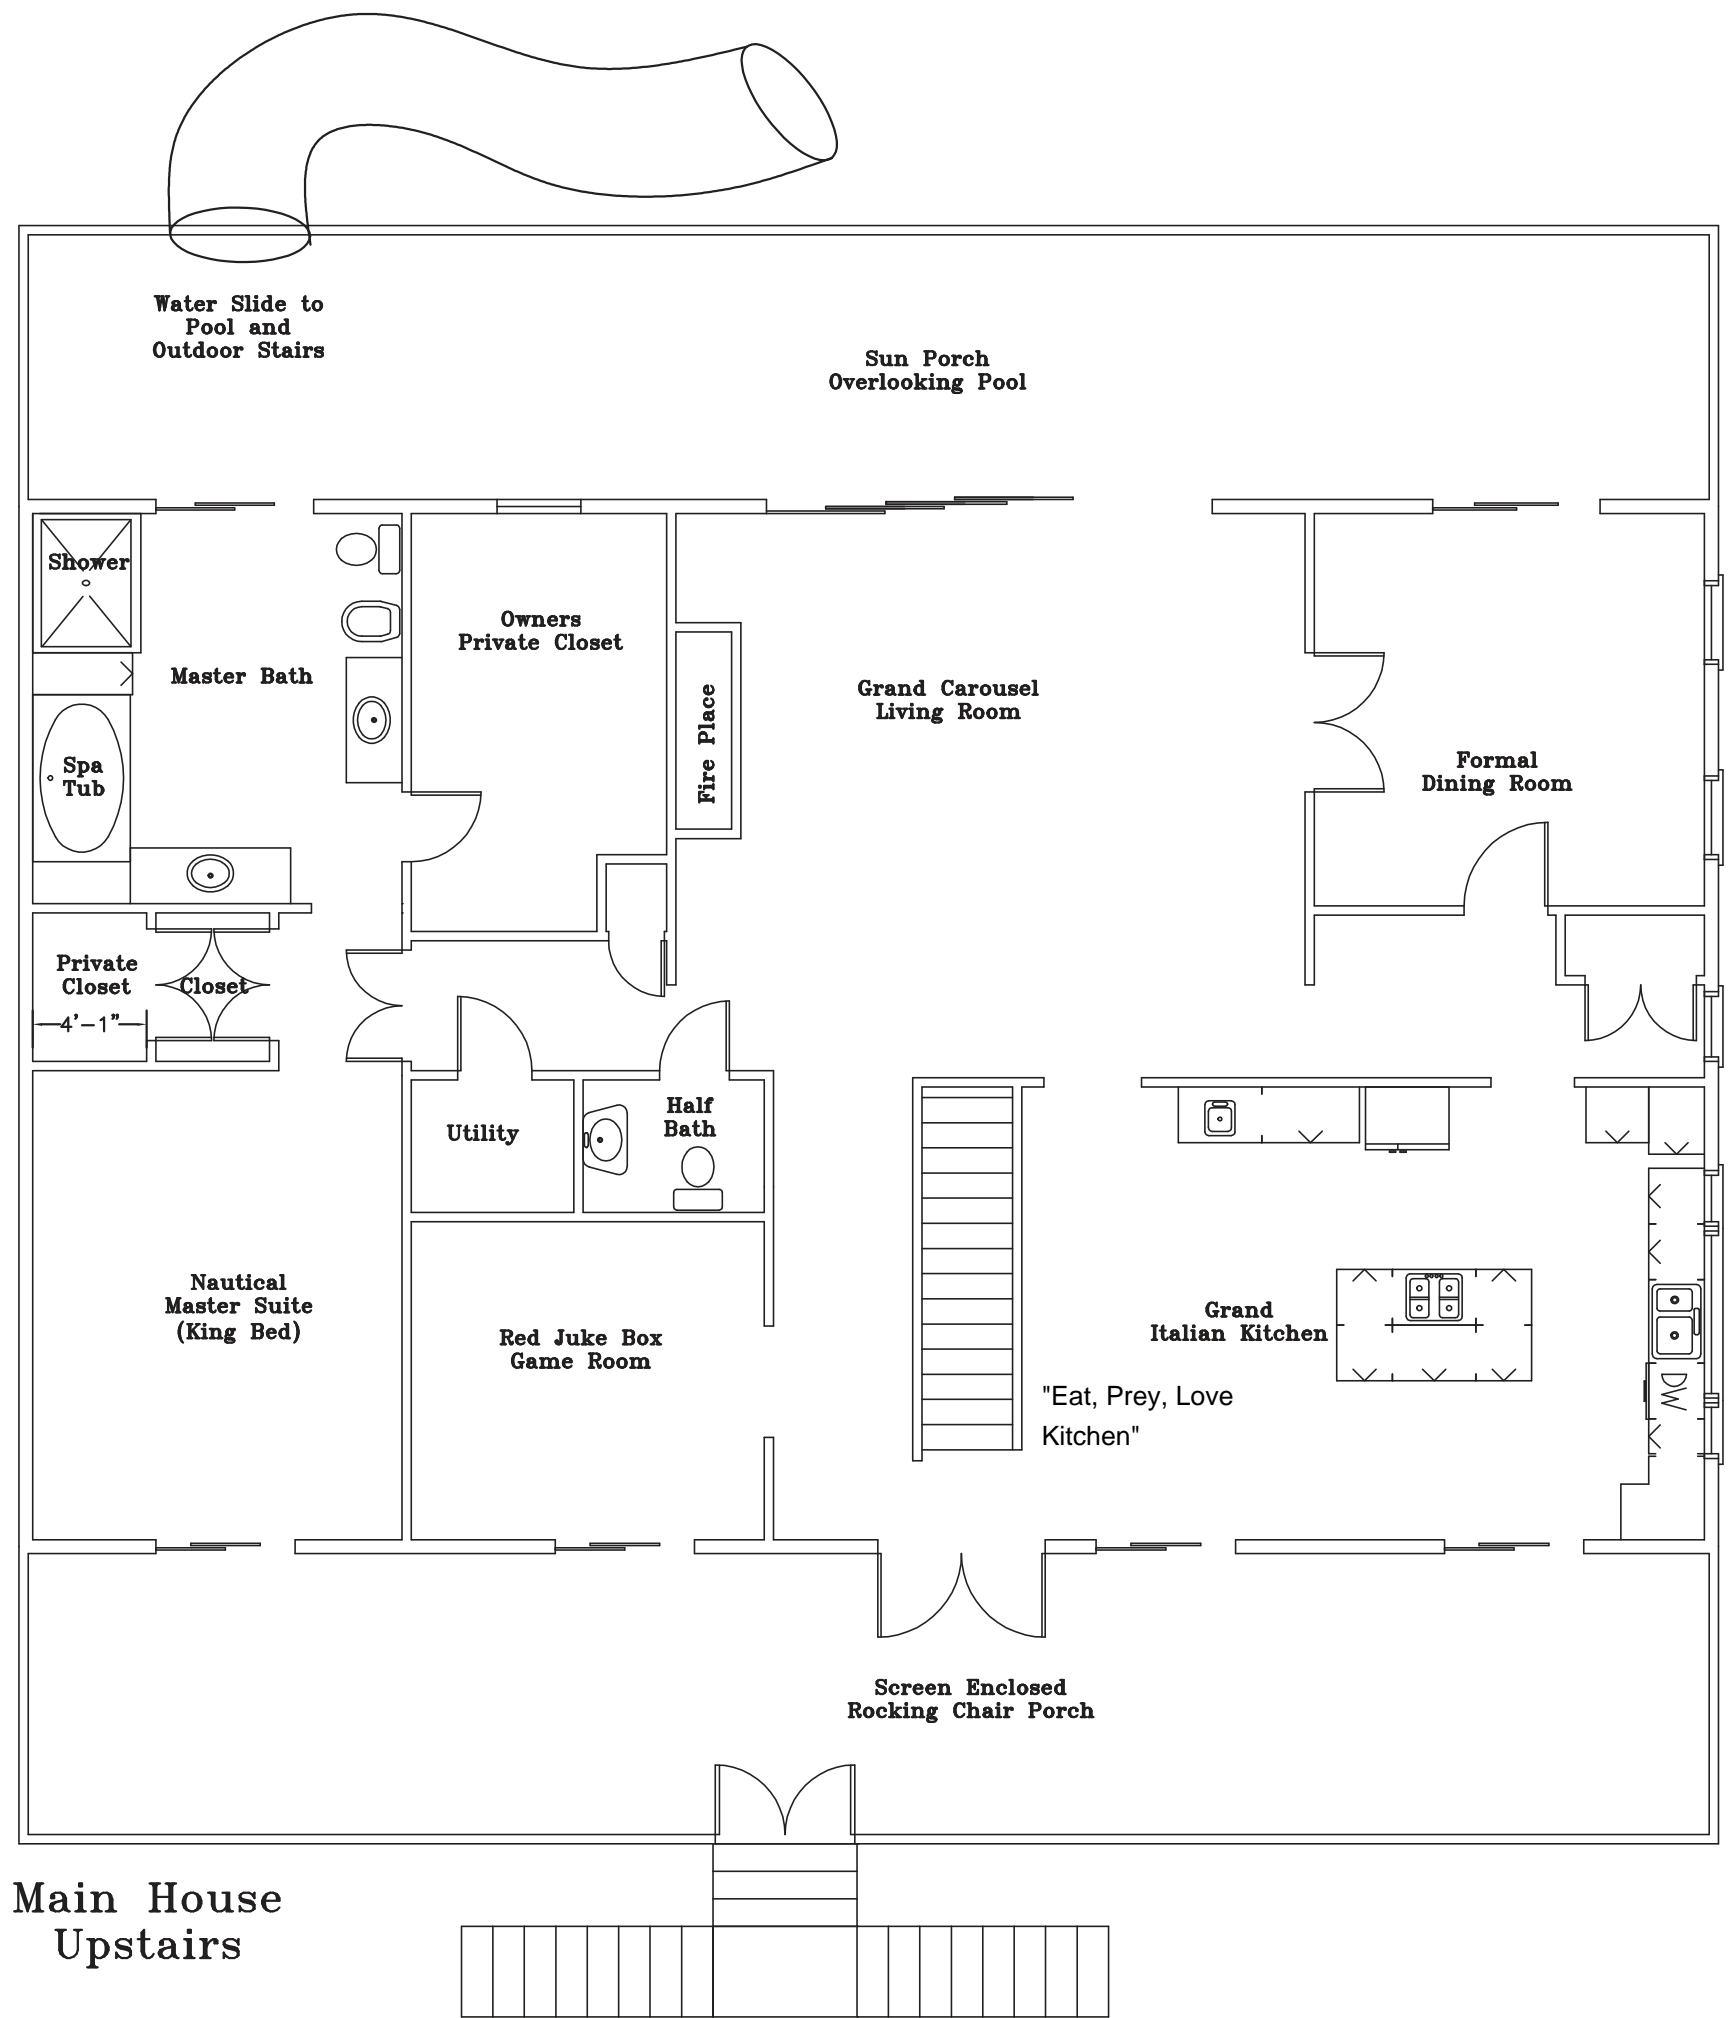 Water Slide to
Pool and
Outdoor Stairs
Sun Porch
Overlooking Pool
Shower
Owners
Private Closet
Master Bath
Grand Carousel
Living Room
Fire Place
Spa
Tub
Formal
Dining Room
Private
Closet
Closet
4'-1"
Utility
Half
Bath
Nautical
Master Suite
(King Bed)
Red Juke Box
Game Room
Grand
Italian Kitchen
"Eat, Prey, Love
Kitchen"
DW
Screen Enclosed
Rocking Chair Porch
Main House
Upstairs